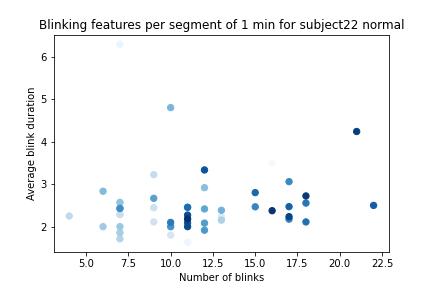 Blinking features per segment of 1 min for subject22 normal
6
5
4
3
2
Average blink duration
5.0 7.5 10.0 12.5 15.0 17.5 20.0 22.5
Number of blinks